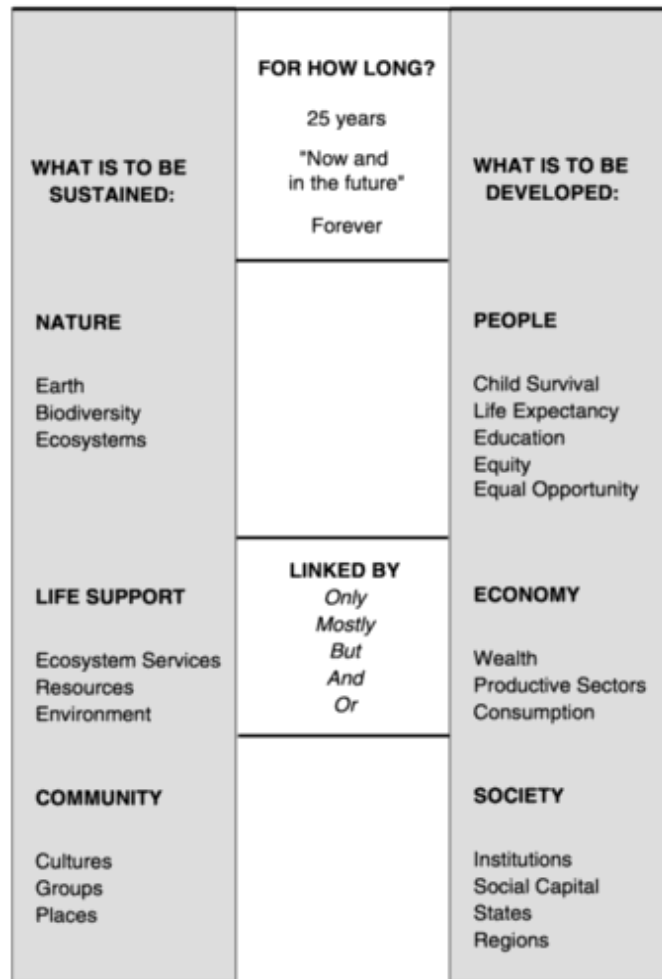 WHAT IS TO BE
SUSTAINED:
NATURE
Earth
Biodiversity
Ecosystems
LIFE SUPPORT
Ecosystem Services
Resources
Environment
COMMUNITY
Cultures
Groups
Places
FOR HOW LONG?
25 years
"Now and
in the future"
Forever
LINKED BY
Only
Mostly
But
And
Or
WHAT IS TO BE
DEVELOPED:
PEOPLE
Child Survival
Life Expectancy
Education
Equity
Equal Opportunity
ECONOMY
Wealth
Productive Sectors
Consumption
SOCIETY
Institutions
Social Capital
States
Regions